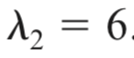 λ₂ = 6.